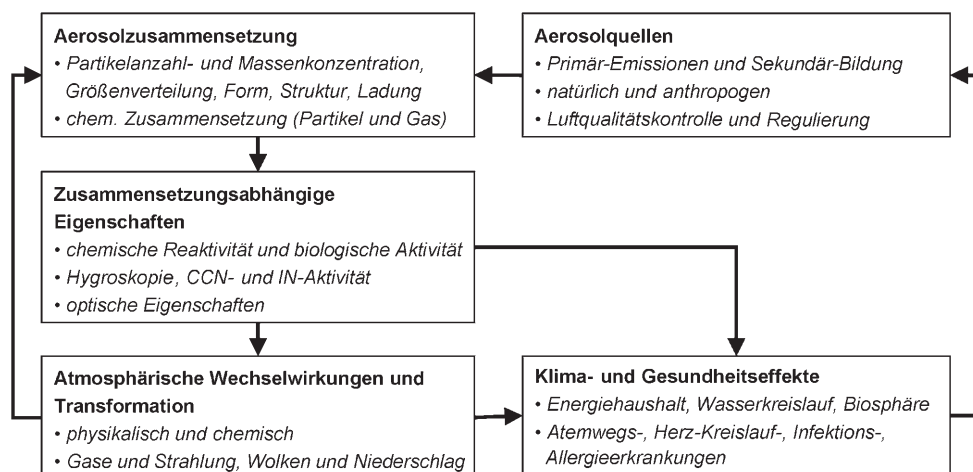 Aerosolzusammensetzung
• Partikelanzahl- und Massenkonzentration,
Größenverteilung, Form, Struktur, Ladung
• chem. Zusammensetzung (Partikel und Gas)
Aerosolquellen
• Primär-Emissionen und Sekundär-Bildung
• natürlich und anthropogen
• Luftqualitätskontrolle und Regulierung
Zusammensetzungsabhängige
Eigenschaften
• chemische Reaktivität und biologische Aktivität
• Hygroskopie, CCN- und IN-Aktivität
• optische Eigenschaften
Atmosphärische Wechselwirkungen und
Transformation
• physikalisch und chemisch
• Gase und Strahlung, Wolken und Niederschlag
Klima- und Gesundheitseffekte
• Energiehaushalt, Wasserkreislauf, Biosphäre
• Atemwegs-, Herz-Kreislauf-, Infektions-,
Allergieerkrankungen